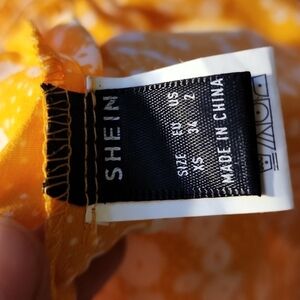 SHEIN
SIZE EU US
XS 34 2
MADE IN CHINA